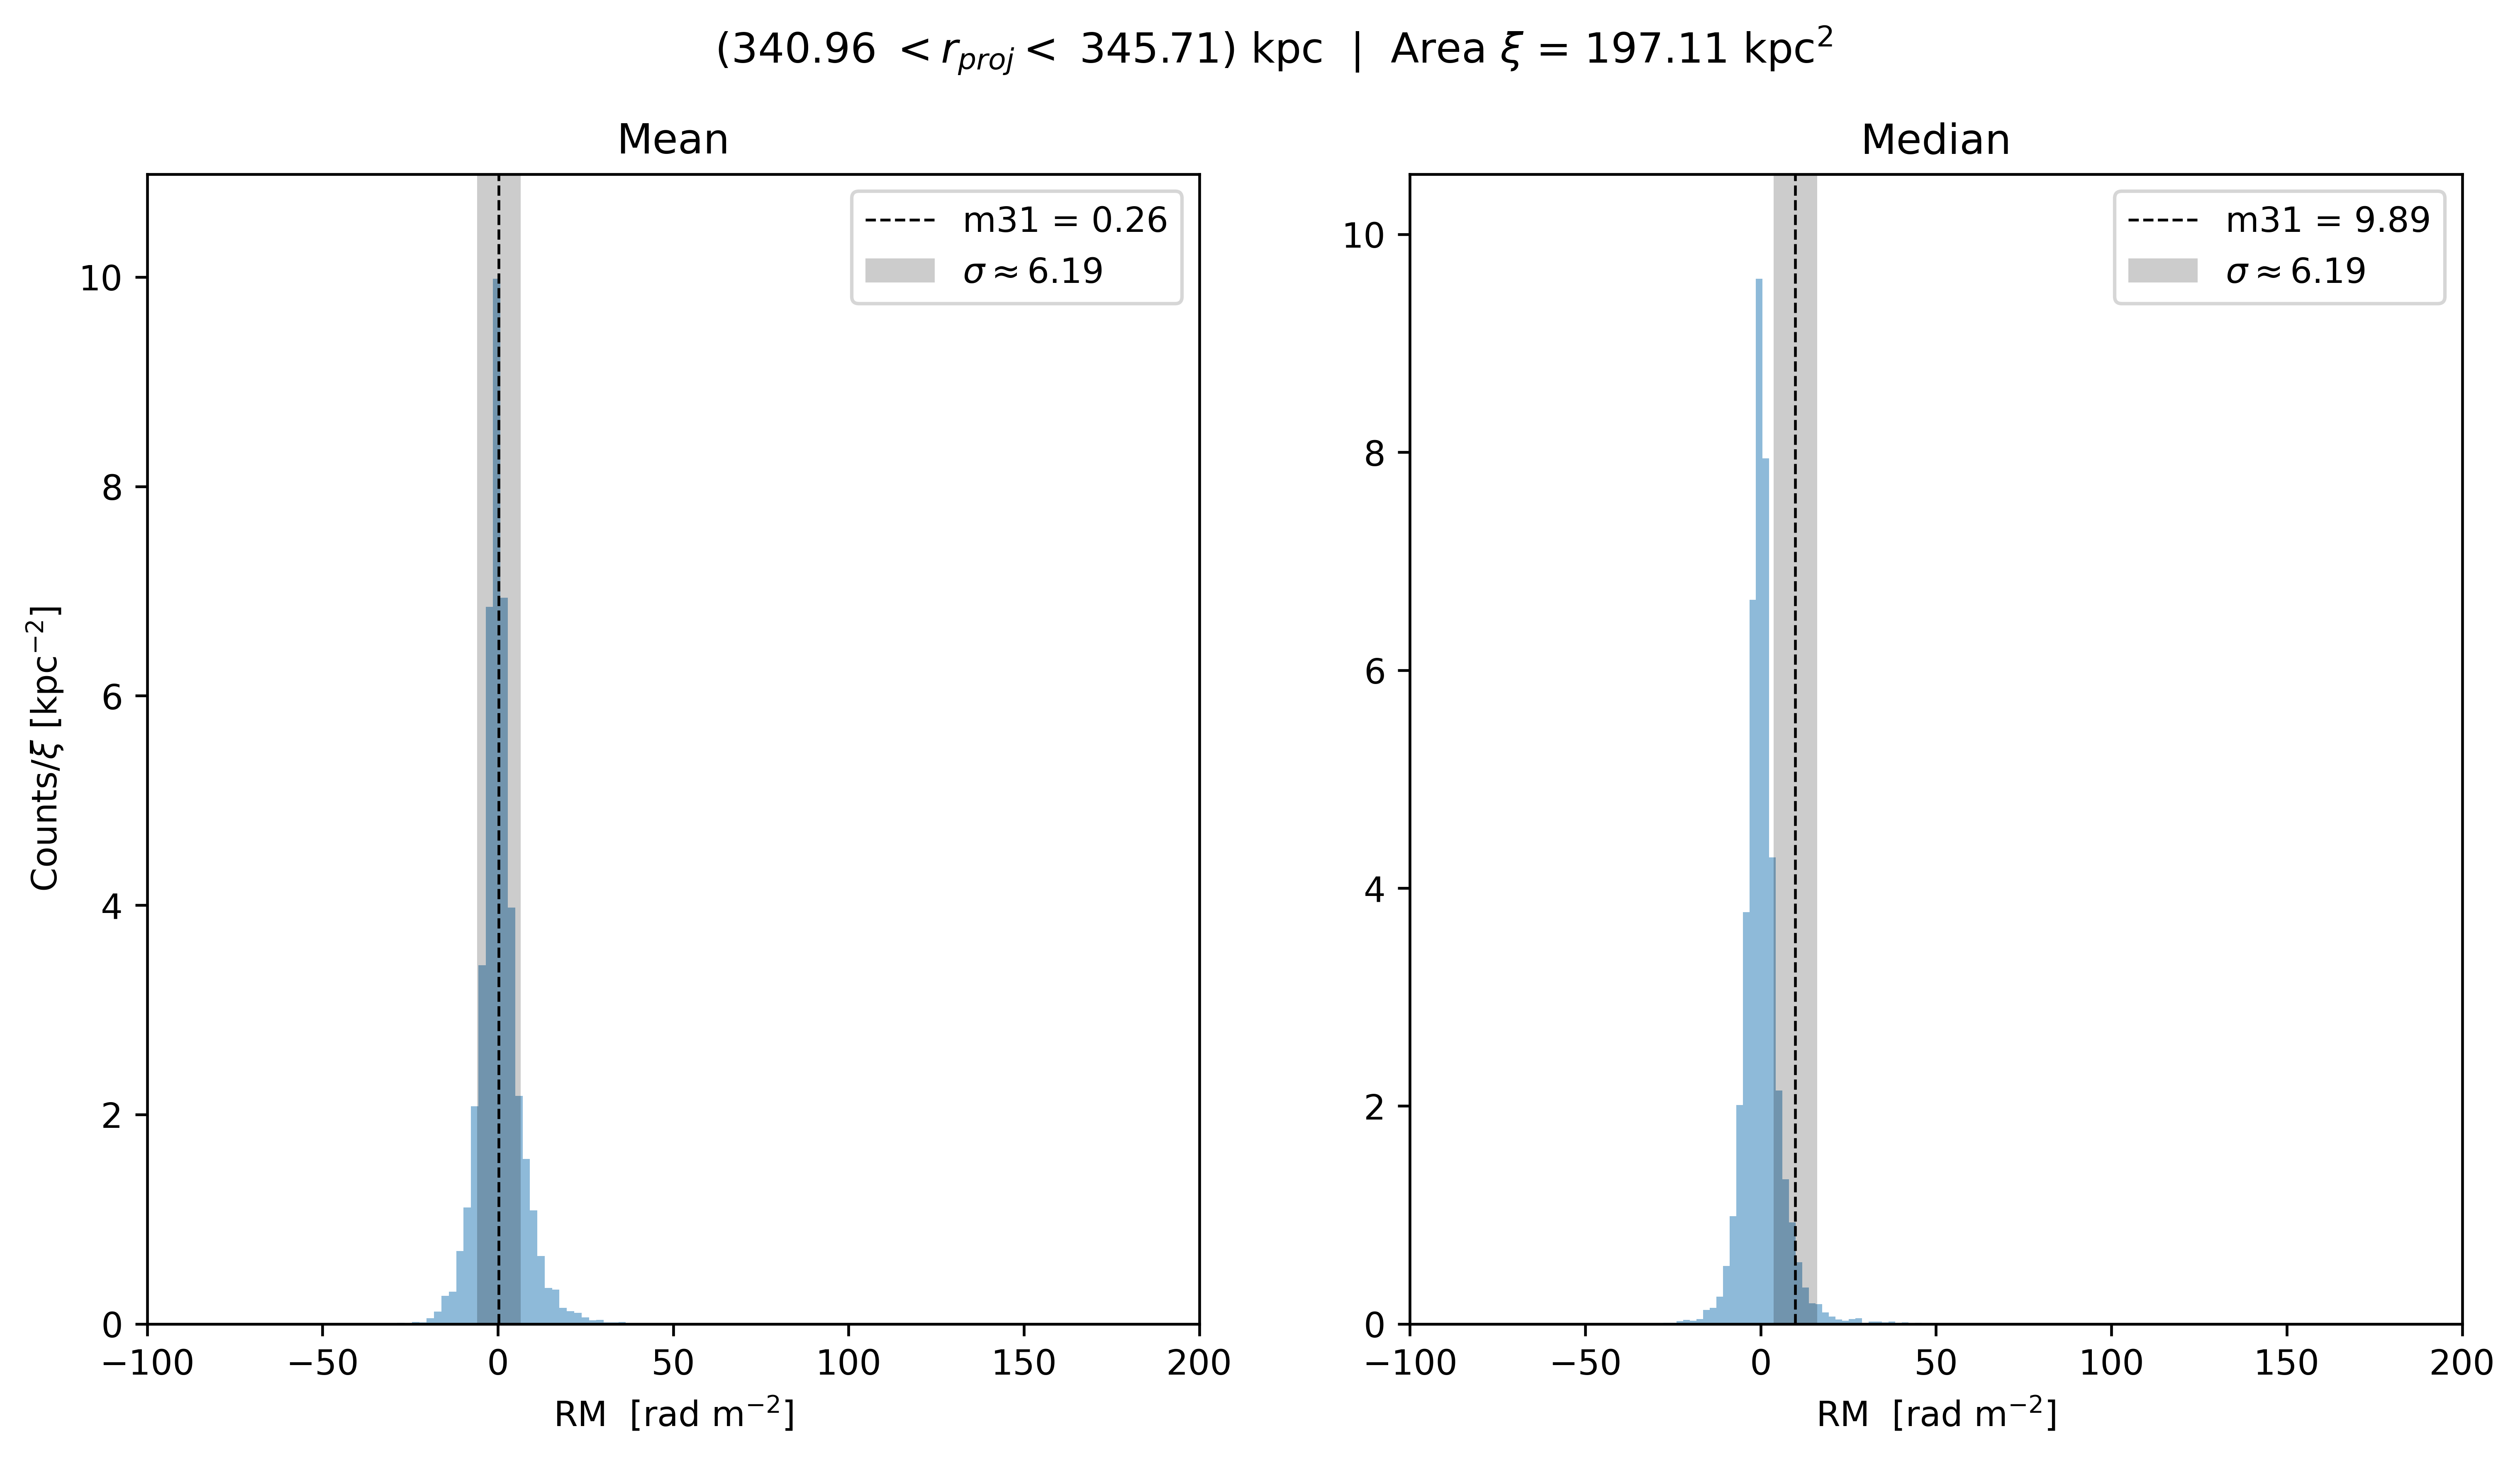 (340.96 < r_proj < 345.71) kpc | Area ξ = 197.11 kpc²
Mean
m31 = 0.26
σ ≈ 6.19
10
8
6
4
2
0
Counts/ξ [kpc⁻²]
−100 −50 0 50 100 150 200
RM [rad m⁻²]
Median
m31 = 9.89
σ ≈ 6.19
10
8
6
4
2
0
−100 −50 0 50 100 150 200
RM [rad m⁻²]